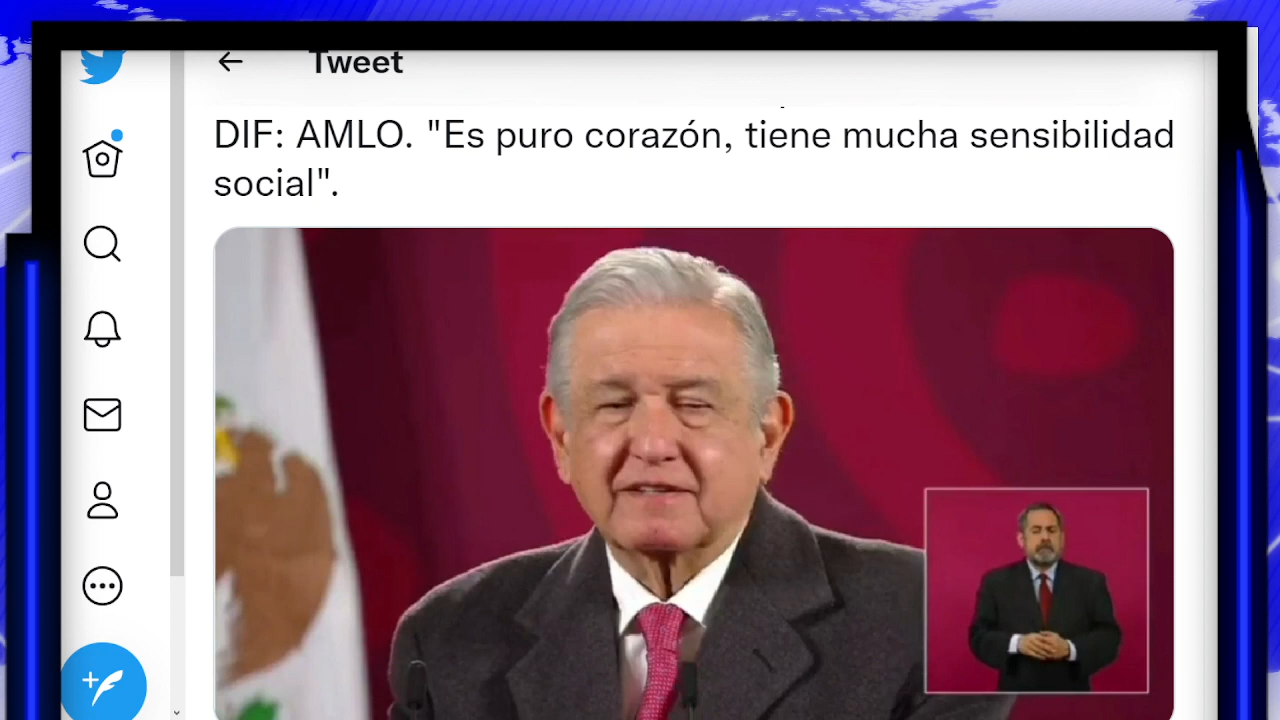 Tweet
DIF: AMLO. "Es puro corazón, tiene mucha sensibilidad
social".